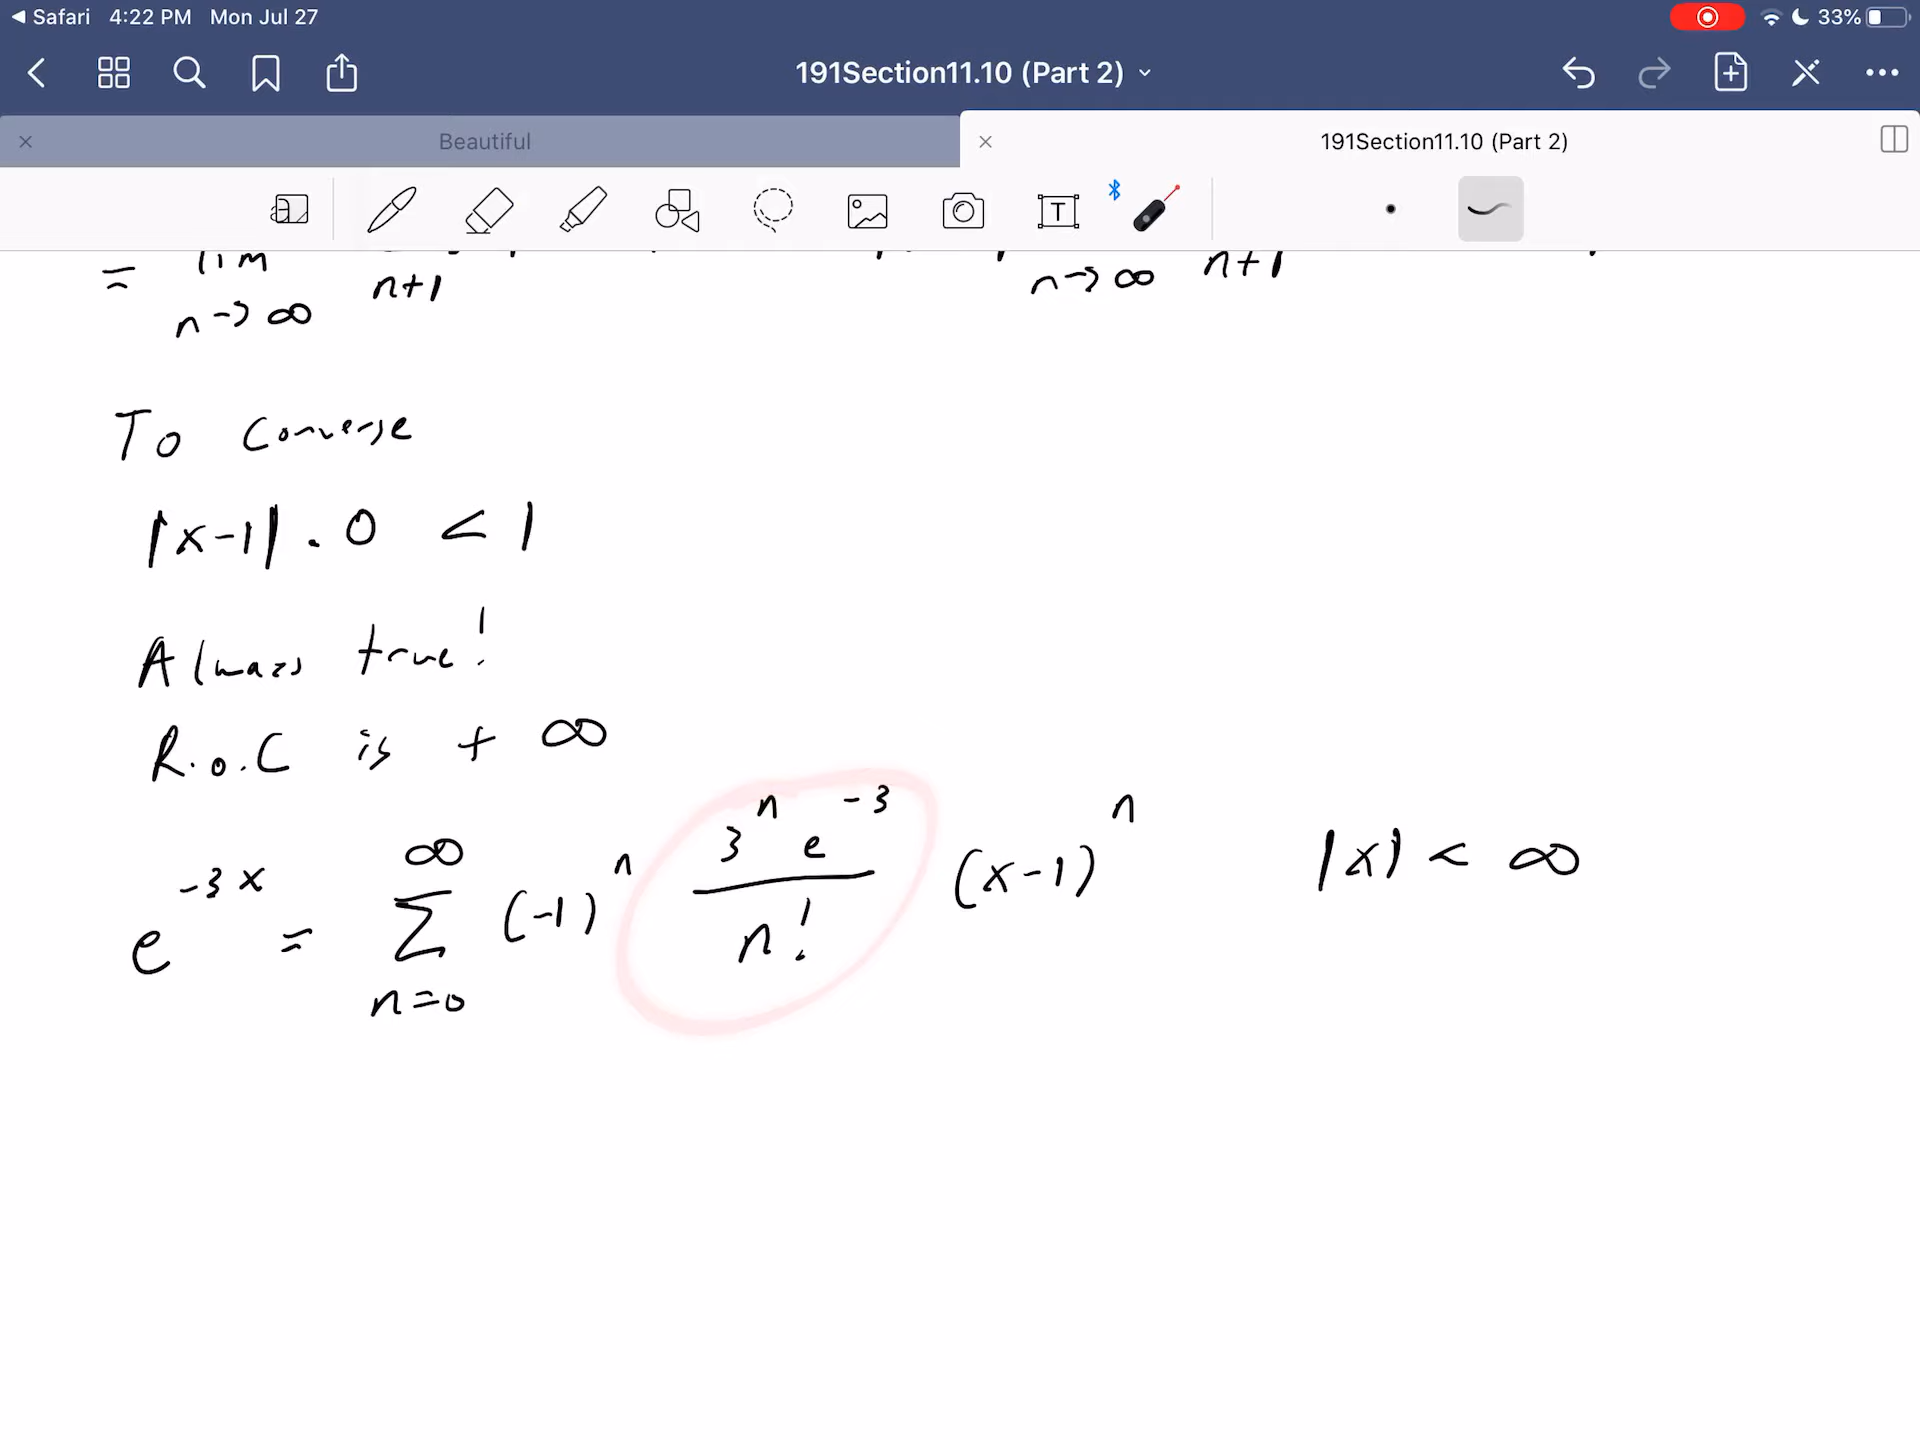 Safari 4:22 PM Mon Jul 27 33%
191Section11.10 (Part 2)
Beautiful 191Section11.10 (Part 2)
= lim n→∞ n+1 n→∞ n+1
To converge
|x-1| . 0 < 1
Always true!
R.o.C is + ∞
e^{-3x} = ∑_{n=0}^{∞} (-1)^n \frac{3^n e^{-3}}{n!} (x-1)^n |x| < ∞